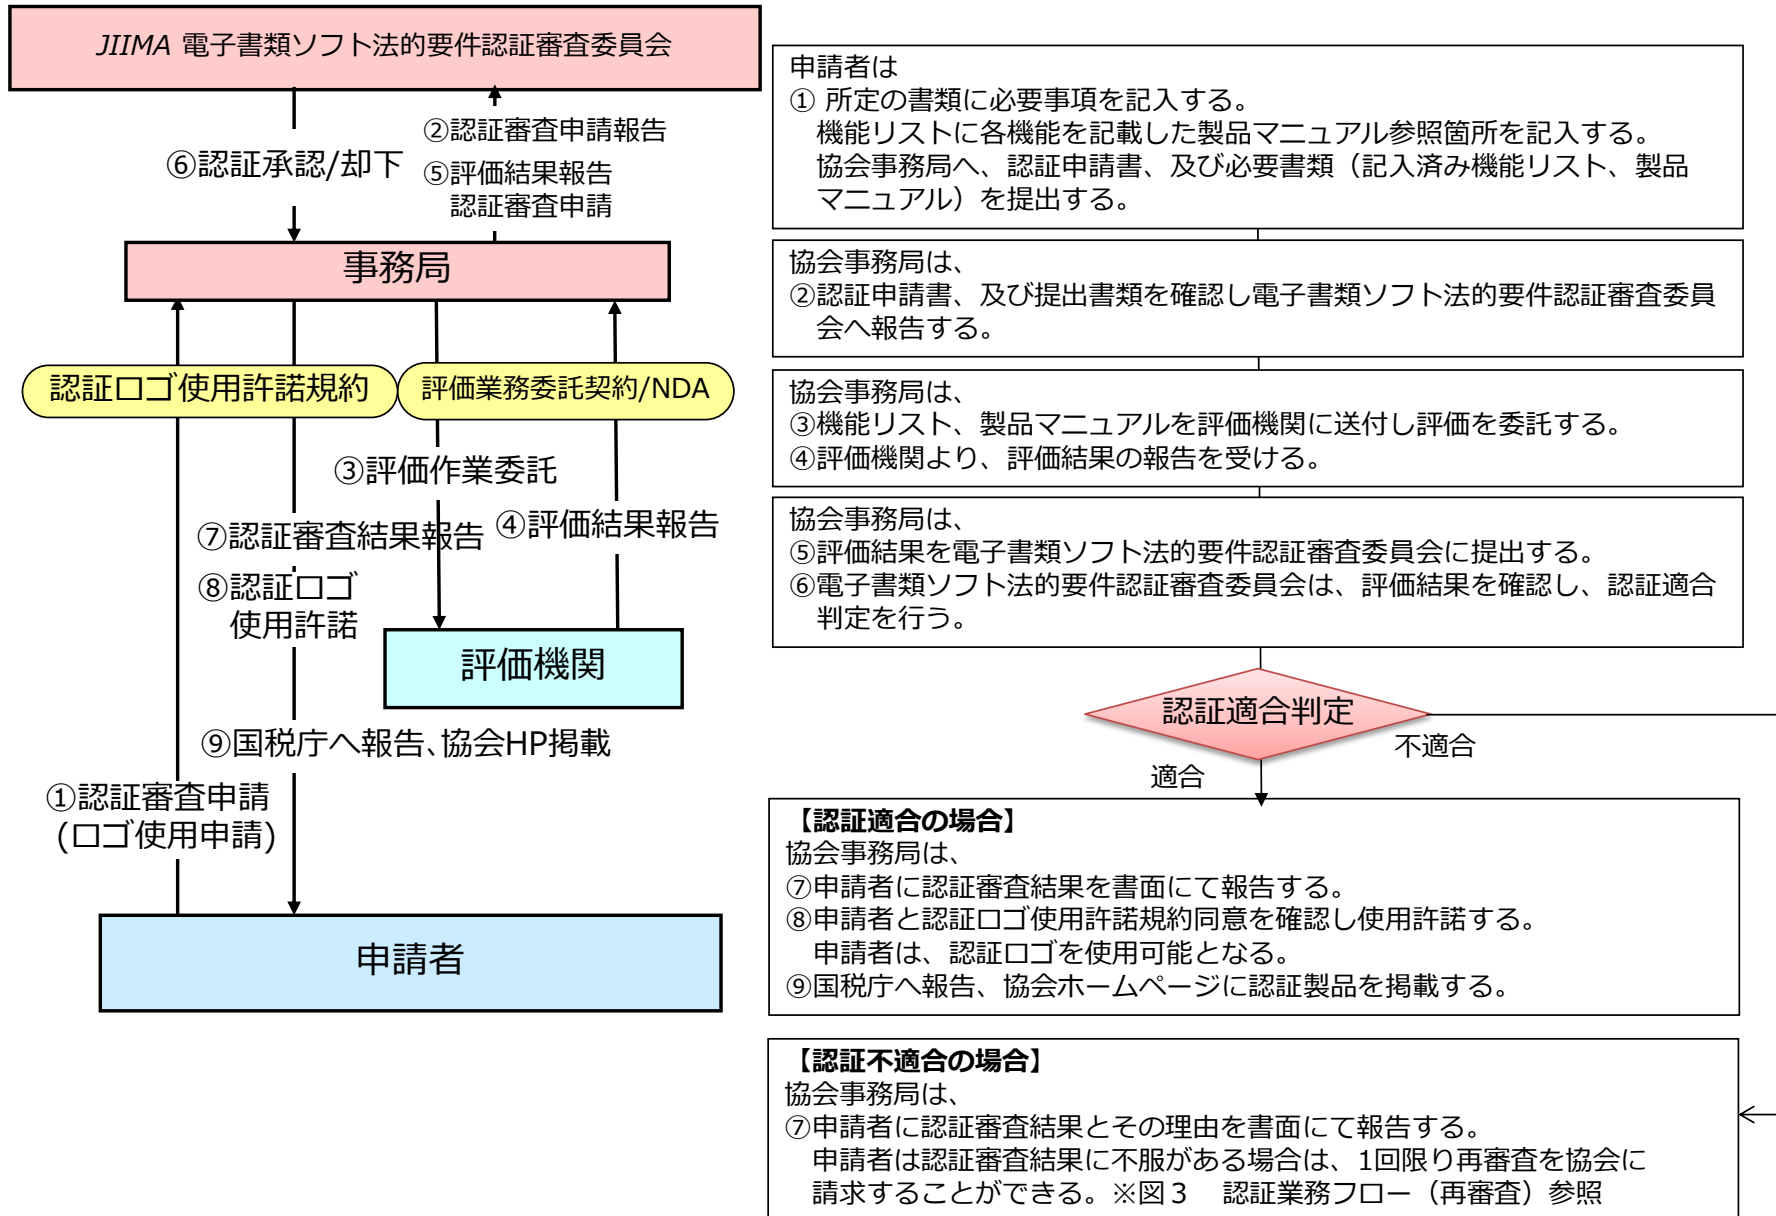 JIIMA 電子書類ソフト法的要件認証審査委員会
②認証審査申請報告
⑥認証承認/却下
⑤評価結果報告
認証審査申請
事務局
認証ロゴ使用許諾規約
評価業務委託契約/NDA
③評価作業委託
④評価結果報告
⑦認証審査結果報告
⑧認証ロゴ
使用許諾
評価機関
⑨国税庁へ報告、協会HP掲載
①認証審査申請
(ロゴ使用申請)
申請者
申請者は
① 所定の書類に必要事項を記入する。
機能リストに各機能を記載した製品マニュアル参照箇所を記入する。
協会事務局へ、認証申請書、及び必要書類（記入済み機能リスト、製品
マニュアル）を提出する。
協会事務局は、
②認証申請書、及び提出書類を確認し電子書類ソフト法的要件認証審査委員
会へ報告する。
協会事務局は、
③機能リスト、製品マニュアルを評価機関に送付し評価を委託する。
④評価機関より、評価結果の報告を受ける。
協会事務局は、
⑤評価結果を電子書類ソフト法的要件認証審査委員会に提出する。
⑥電子書類ソフト法的要件認証審査委員会は、評価結果を確認し、認証適合
判定を行う。
認証適合判定
不適合
適合
【認証適合の場合】
協会事務局は、
⑦申請者に認証審査結果を書面にて報告する。
⑧申請者と認証ロゴ使用許諾規約同意を確認し使用許諾する。
申請者は、認証ロゴを使用可能となる。
⑨国税庁へ報告、協会ホームページに認証製品を掲載する。
【認証不適合の場合】
協会事務局は、
⑦申請者に認証審査結果とその理由を書面にて報告する。
申請者は認証審査結果に不服がある場合は、1回限り再審査を協会に
請求することができる。※図３　認証業務フロー（再審査）参照